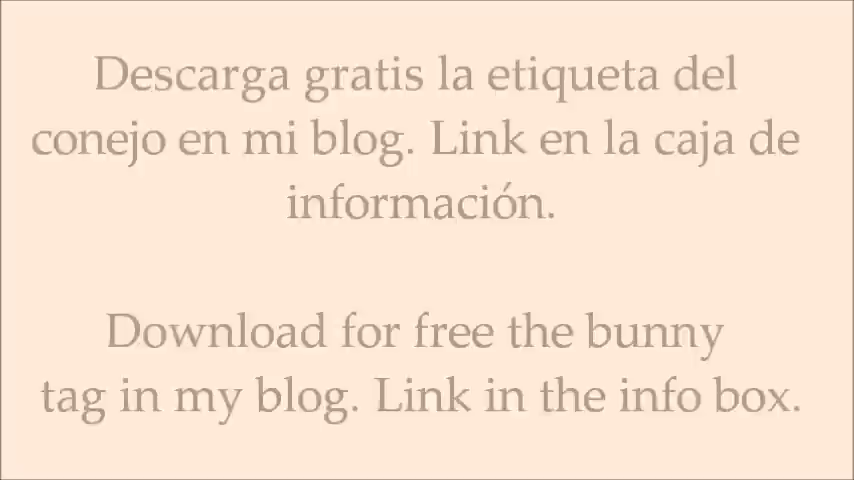 Descarga gratis la etiqueta del
conejo en mi blog. Link en la caja de
información.
Download for free the bunny
tag in my blog. Link in the info box.